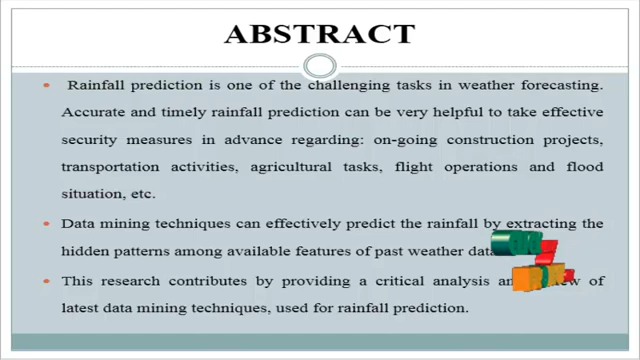 ABSTRACT
Rainfall prediction is one of the challenging tasks in weather forecasting.
Accurate and timely rainfall prediction can be very helpful to take effective
security measures in advance regarding: on-going construction projects,
transportation activities, agricultural tasks, flight operations and flood
situation, etc.
Data mining techniques can effectively predict the rainfall by extracting the
hidden patterns among available features of past weather data
This research contributes by providing a critical analysis of
latest data mining techniques, used for rainfall prediction.